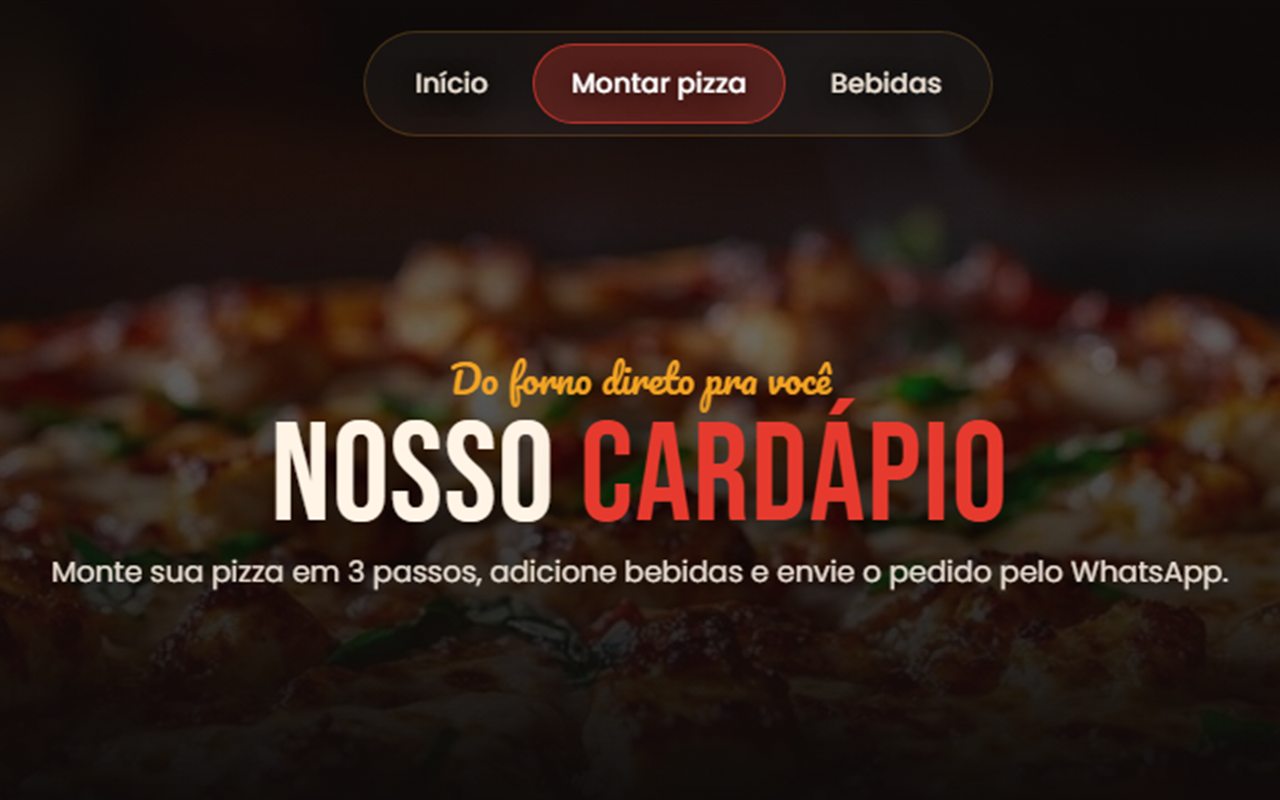 Início Montar pizza Bebidas
Do forno direto pra você
NOSSO CARDÁPIO
Monte sua pizza em 3 passos, adicione bebidas e envie o pedido pelo WhatsApp.